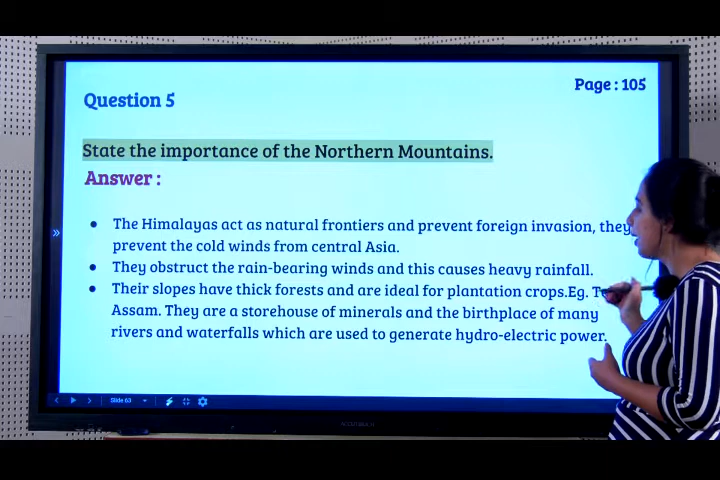 Page : 105
Question 5
State the importance of the Northern Mountains.
Answer :
The Himalayas act as natural frontiers and prevent foreign invasion, they
prevent the cold winds from central Asia.
They obstruct the rain-bearing winds and this causes heavy rainfall.
Their slopes have thick forests and are ideal for plantation crops.Eg.
Assam. They are a storehouse of minerals and the birthplace of many
rivers and waterfalls which are used to generate hydro-electric power.
Slide 63